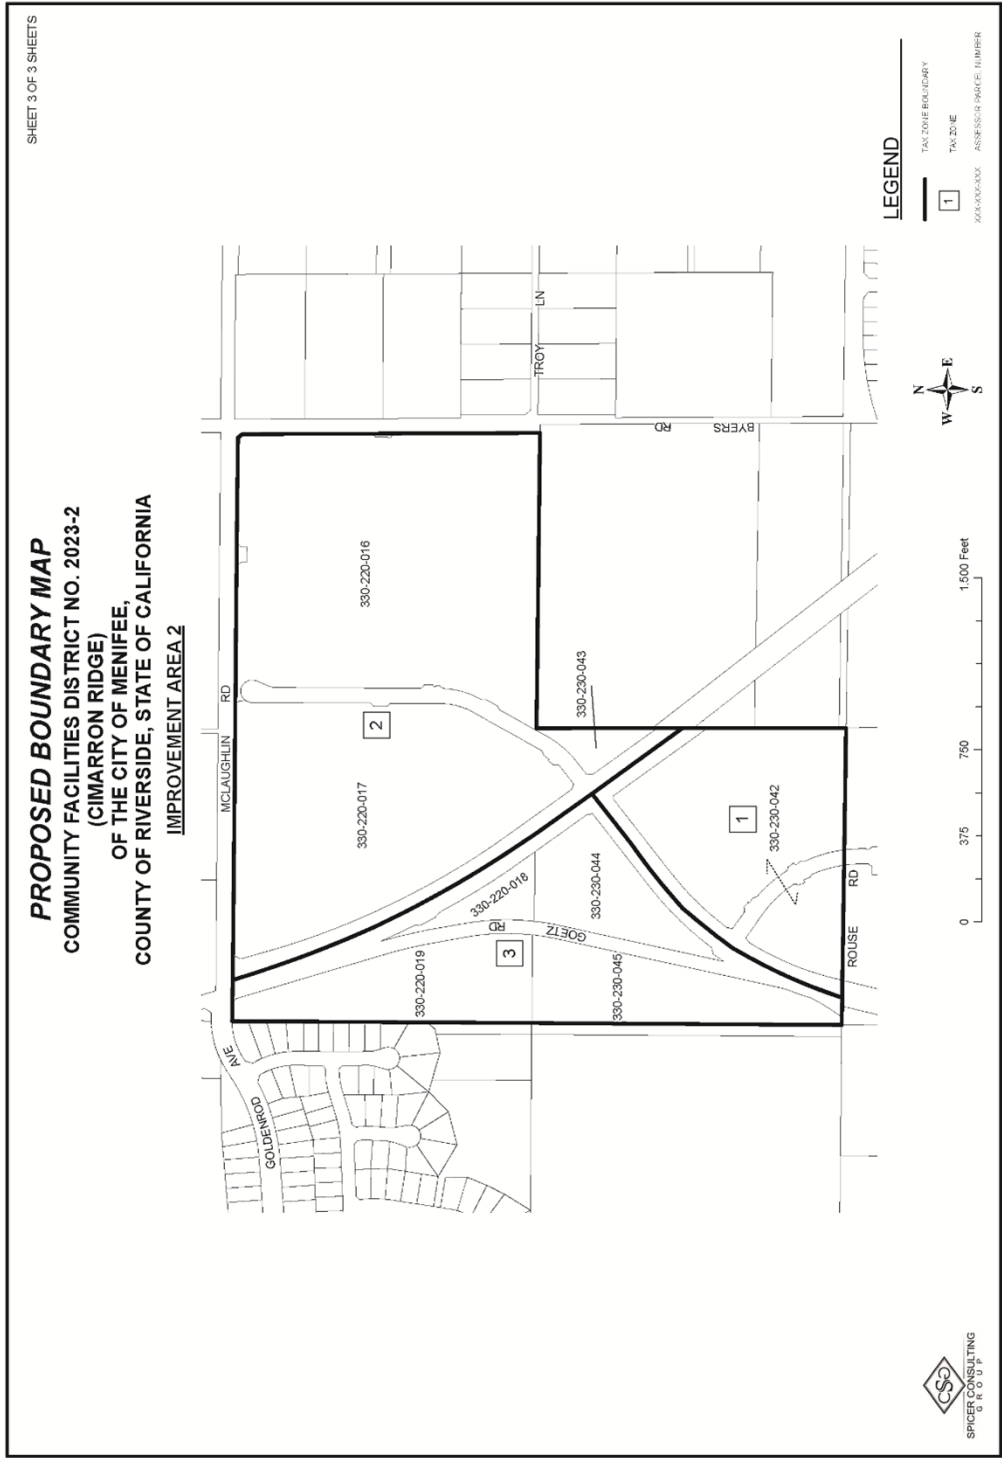 SHEET 3 OF 3 SHEETS
PROPOSED BOUNDARY MAP
COMMUNITY FACILITIES DISTRICT NO. 2023-2
(CIMARRON RIDGE)
OF THE CITY OF MENIFEE,
COUNTY OF RIVERSIDE, STATE OF CALIFORNIA
IMPROVEMENT AREA 2
GOLDENROD AVE
MCLAUGHLIN RD
330-220-019
330-220-018
330-220-017
2
330-220-016
3
GOETZ RD
330-230-045
330-230-044
330-230-043
1
330-230-042
ROUSE RD
BYERS RD
TROY LN
LEGEND
TAX ZONE BOUNDARY
1 TAX ZONE
XXX-XXX-XXX ASSESSOR PARCEL NUMBER
N
W E
S
0 375 750 1,500 Feet
CSG
SPICER CONSULTING
GROUP